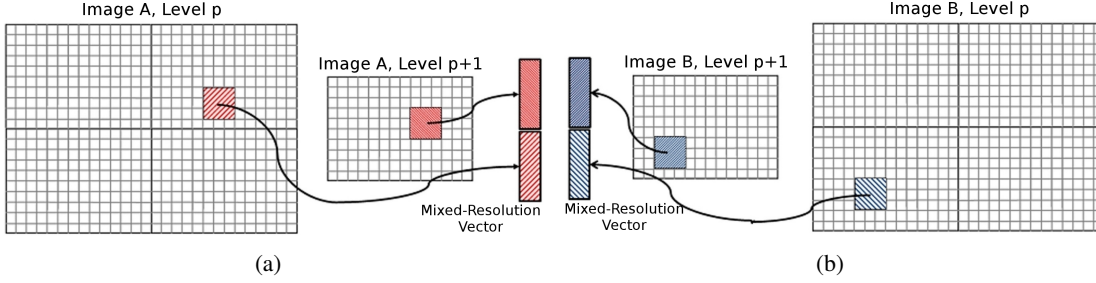 Image A, Level p
Image A, Level p+1
Mixed-Resolution
Vector
(a)
Image B, Level p+1
Image B, Level p
Mixed-Resolution
Vector
(b)